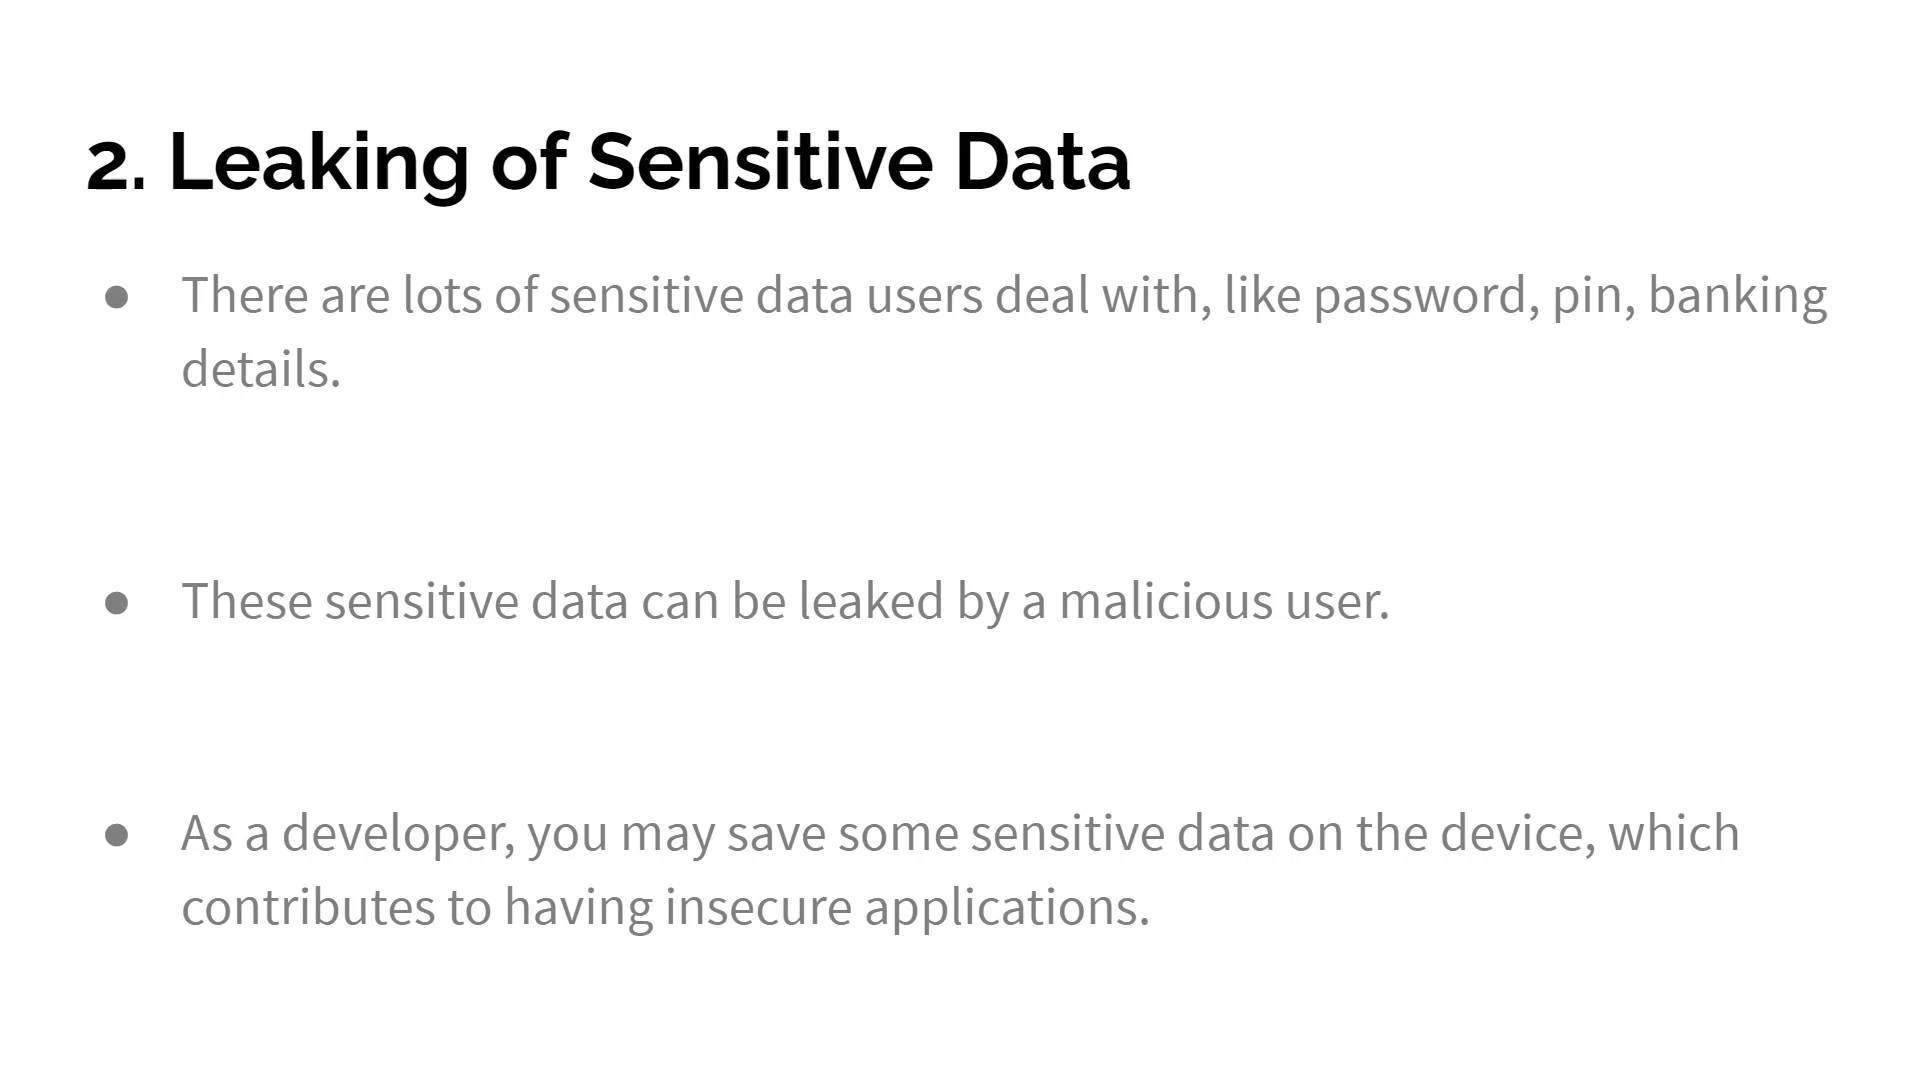 2. Leaking of Sensitive Data
● There are lots of sensitive data users deal with, like password, pin, banking
details.
● These sensitive data can be leaked by a malicious user.
● As a developer, you may save some sensitive data on the device, which
contributes to having insecure applications.